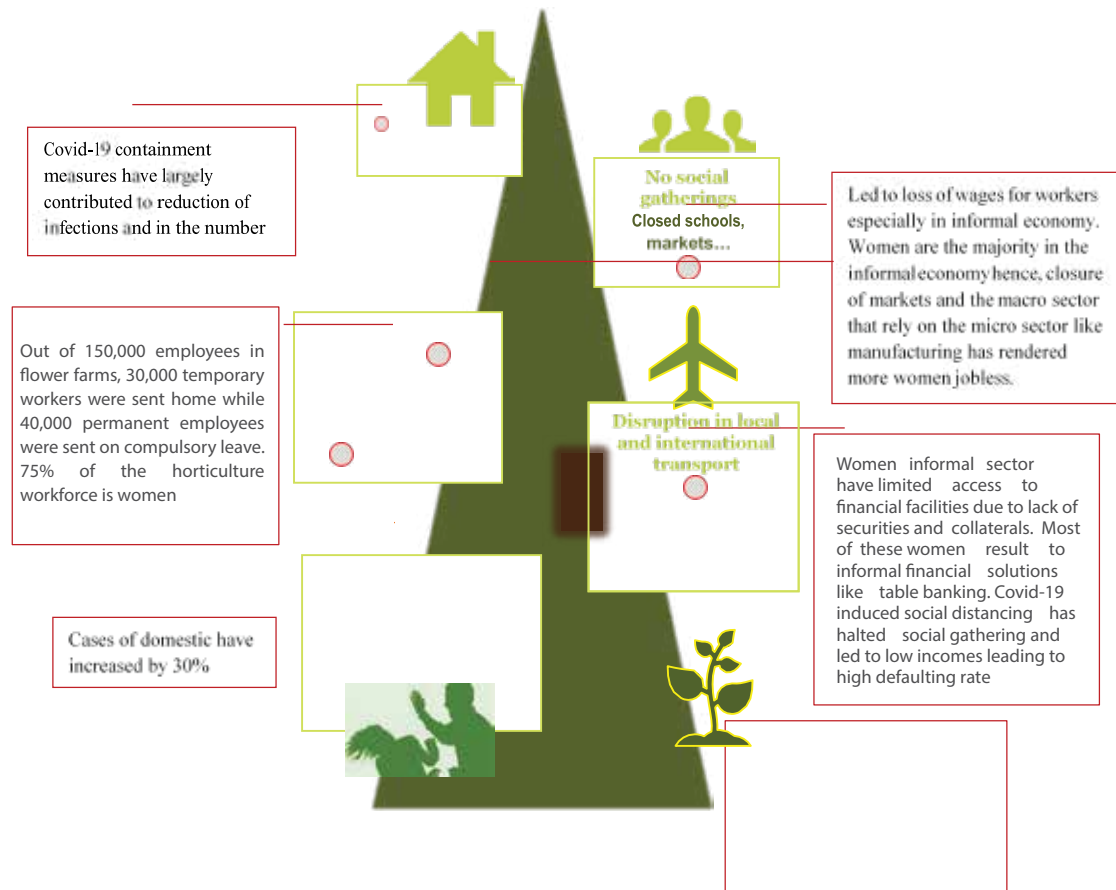 Covid-19 containment
measures have largely
contributed to reduction of
infections and in the number
No social
gatherings
Closed schools,
markets...
Led to loss of wages for workers
especially in informal economy.
Women are the majority in the
informal economy hence, closure
of markets and the macro sector
that rely on the micro sector like
manufacturing has rendered
more women jobless.
Out of 150,000 employees in
flower farms, 30,000 temporary
workers were sent home while
40,000 permanent employees
were sent on compulsory leave.
75% of the horticulture
workforce is women
Disruption in local
and international
transport
Women informal sector
have limited access to
financial facilities due to lack of
securities and collaterals. Most
of these women result to
informal financial solutions
like table banking. Covid-19
induced social distancing has
halted social gathering and
led to low incomes leading to
high defaulting rate
Cases of domestic have
increased by 30%